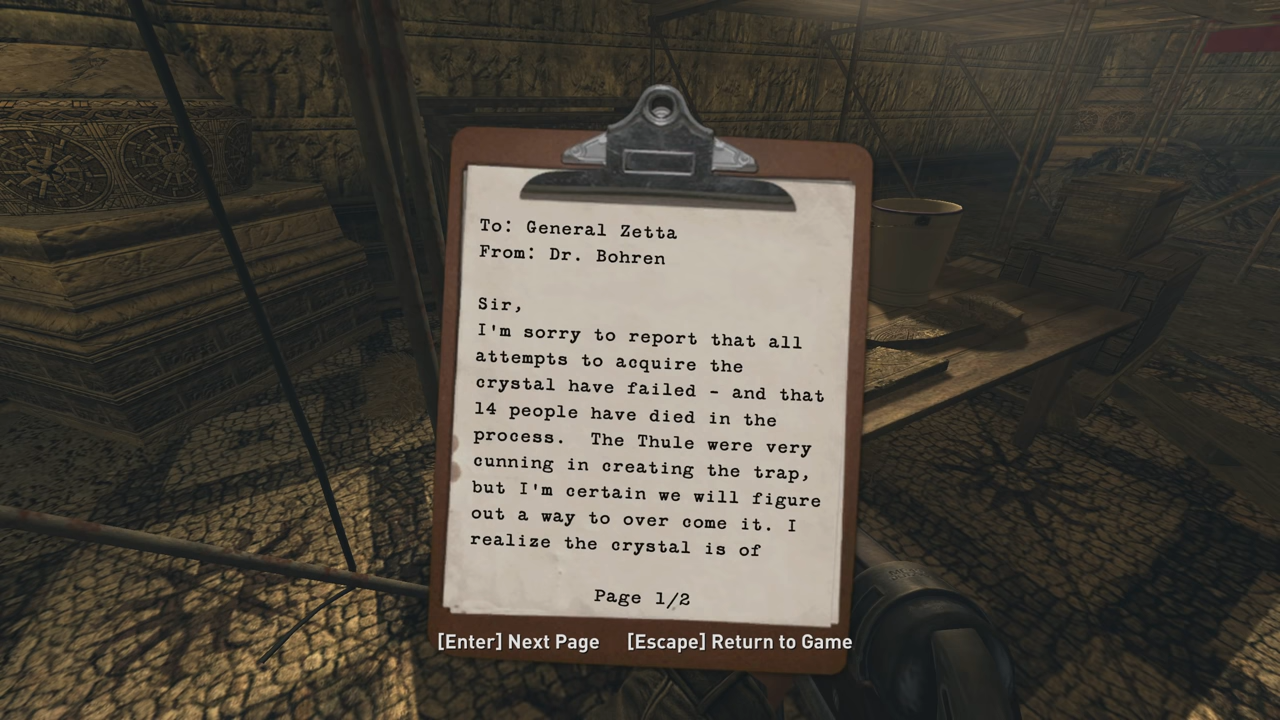 To: General Zetta
From: Dr. Bohren
Sir,
I'm sorry to report that all
attempts to acquire the
crystal have failed - and that
14 people have died in the
process.  The Thule were very
cunning in creating the trap,
but I'm certain we will figure
out a way to over come it. I
realize the crystal is of
Page 1/2
[Enter] Next Page [Escape] Return to Game